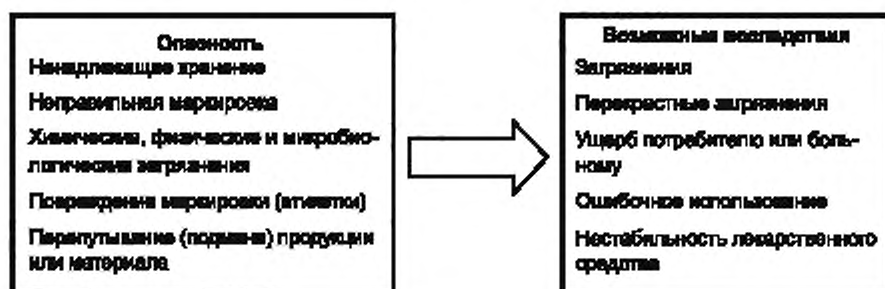 Опасность
Ненадлежащее хранение
Неправильная маркировка
Химические, физические и микробио-
логические загрязнения
Повреждение маркировки (этикетки)
Перепутывание (подмена) продукции
или материала
Возможные последствия
Загрязнения
Перекрестные загрязнения
Ущерб потребителю или боль-
ному
Ошибочное использование
Нестабильность лекарственного
средства